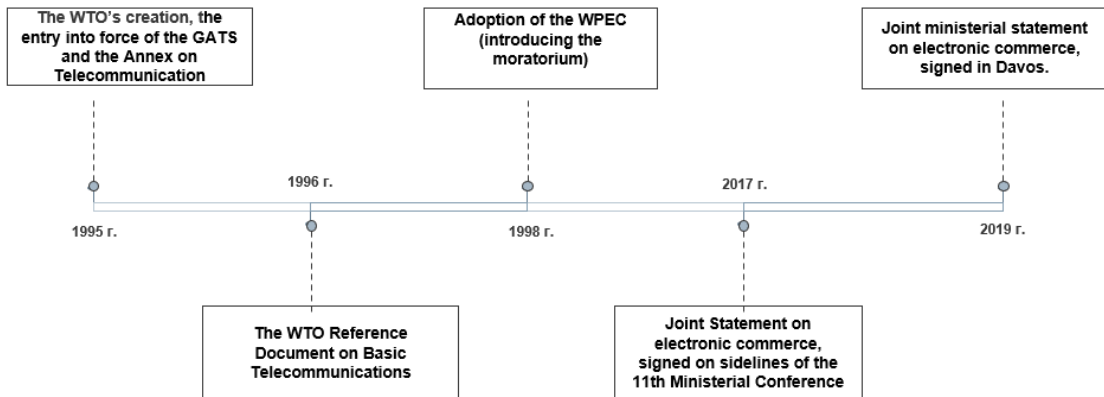 The WTO's creation, the
entry into force of the GATS
and the Annex on
Telecommunication
Adoption of the WPEC
(introducing the
moratorium)
Joint ministerial statement
on electronic commerce,
signed in Davos.
1996 г.
2017 г.
1995 г.
1998 г.
2019 г.
The WTO Reference
Document on Basic
Telecommunications
Joint Statement on
electronic commerce,
signed on sidelines of the
11th Ministerial Conference